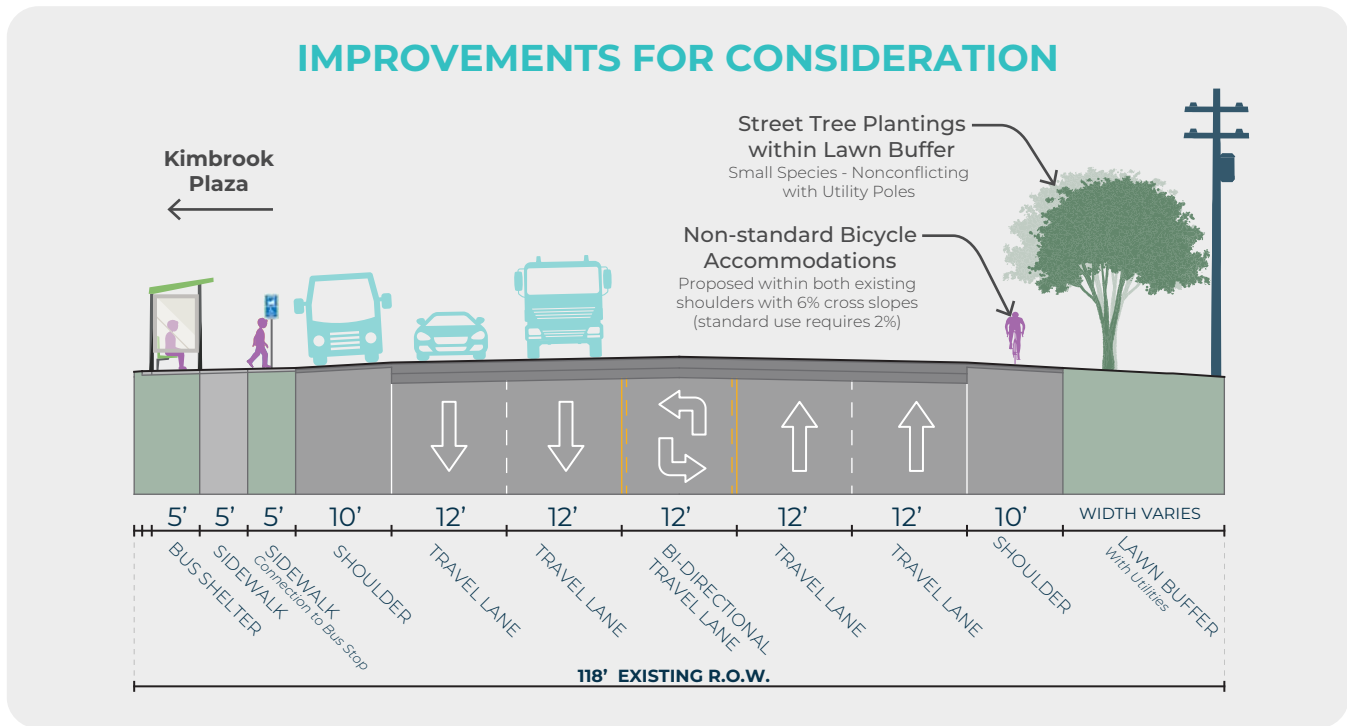 IMPROVEMENTS FOR CONSIDERATION
Kimbrook
Plaza
Street Tree Plantings
within Lawn Buffer
Small Species - Nonconflicting
with Utility Poles
Non-standard Bicycle
Accommodations
Proposed within both existing
shoulders with 6% cross slopes
(standard use requires 2%)
5’
5’
5’
10’
12’
12’
12’
12’
12’
10’
WIDTH VARIES
BUS SHELTER
SIDEWALK
SIDEWALK
Connection to Bus Stop
SHOULDER
TRAVEL LANE
TRAVEL LANE
BI-DIRECTIONAL
TRAVEL LANE
TRAVEL LANE
TRAVEL LANE
SHOULDER
LAWN BUFFER
With Utilities
118’ EXISTING R.O.W.